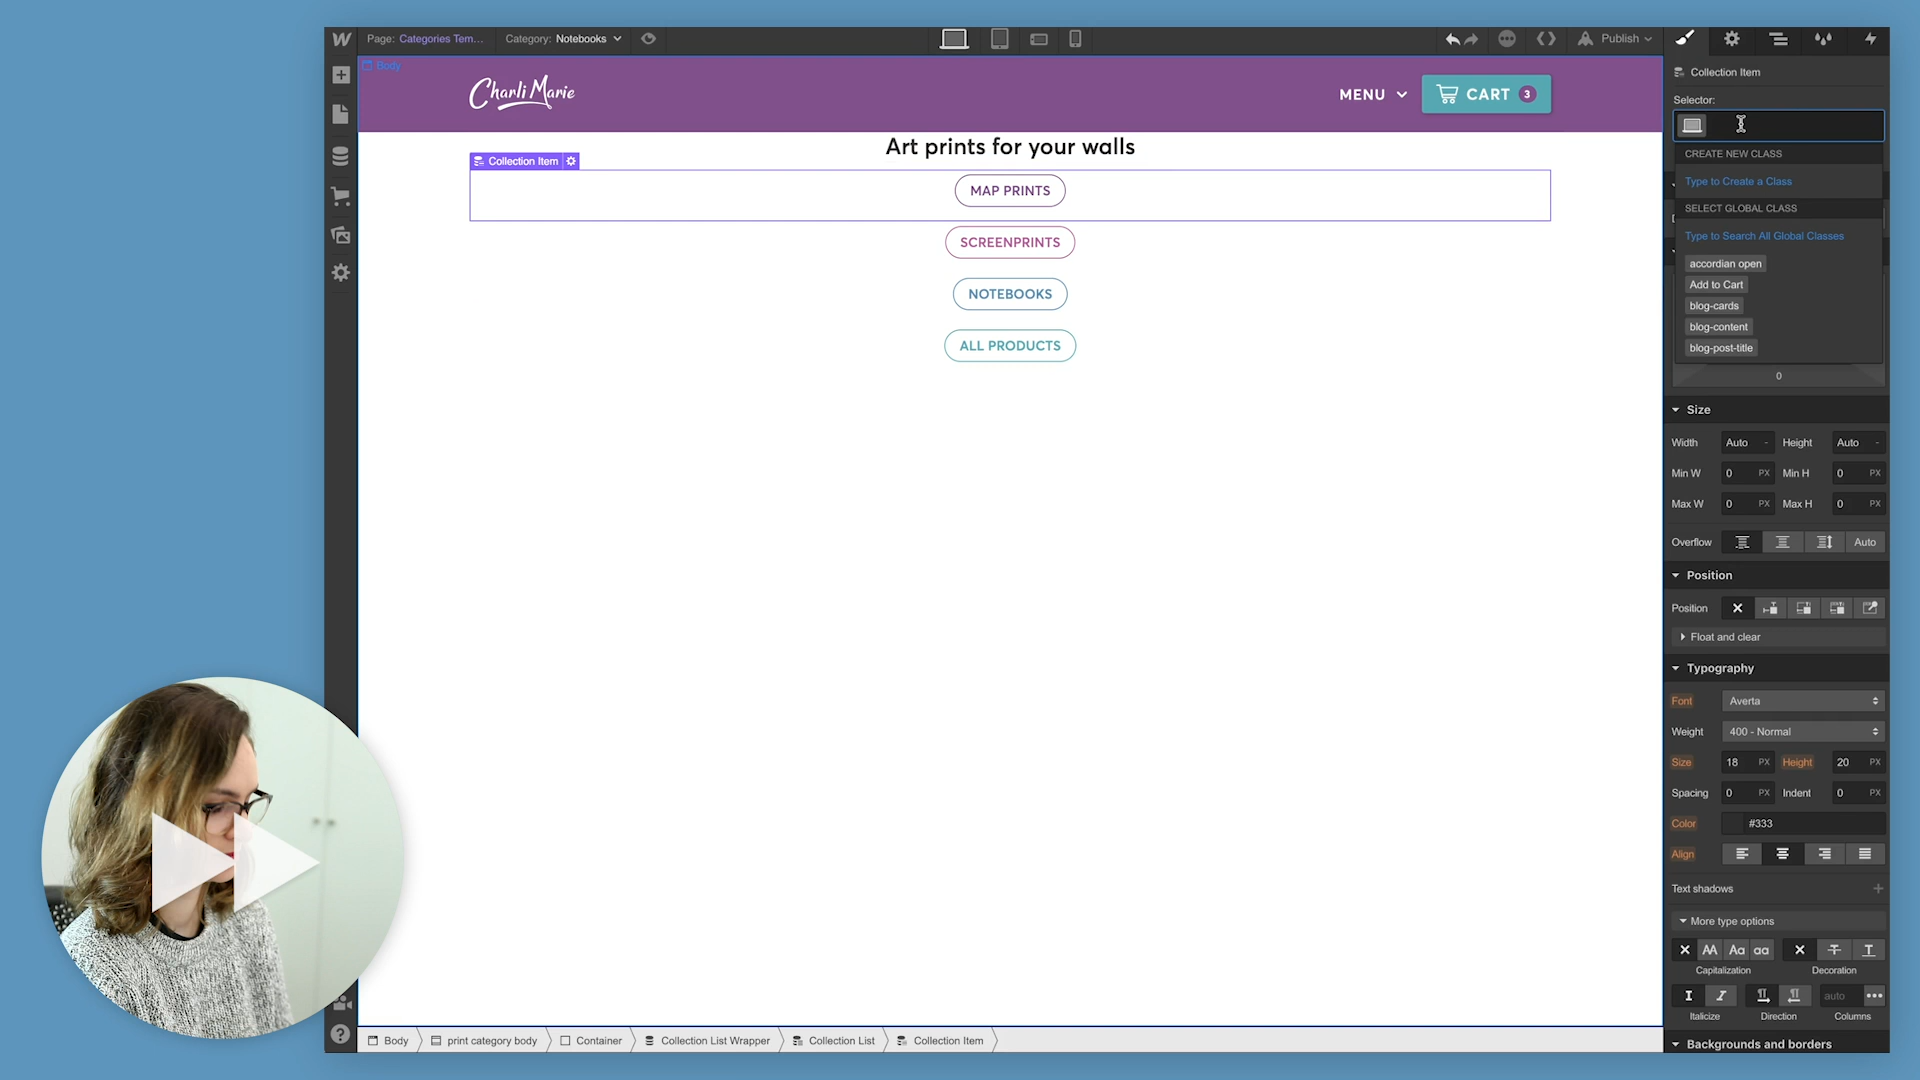 Page: Categories Tem... Category: Notebooks Publish
Body
Charli Marie
MENU CART 3
Art prints for your walls
Collection Item
MAP PRINTS
SCREENPRINTS
NOTEBOOKS
ALL PRODUCTS
Collection Item
Selector:
CREATE NEW CLASS
Type to Create a Class
SELECT GLOBAL CLASS
Type to Search All Global Classes
accordian open
Add to Cart
blog-cards
blog-content
blog-post-title
0
Size
Width Auto - Height Auto -
Min W 0 PX Min H 0 PX
Max W 0 PX Max H 0 PX
Overflow Auto
Position
Position
Float and clear
Typography
Font Averta
Weight 400 - Normal
Size 18 PX Height 20 PX
Spacing 0 PX Indent 0 PX
Color #333
Align
Text shadows
More type options
AA Aa aa
Capitalization Decoration
auto
Italicize Direction Columns
Backgrounds and borders
Body print category body Container Collection List Wrapper Collection List Collection Item